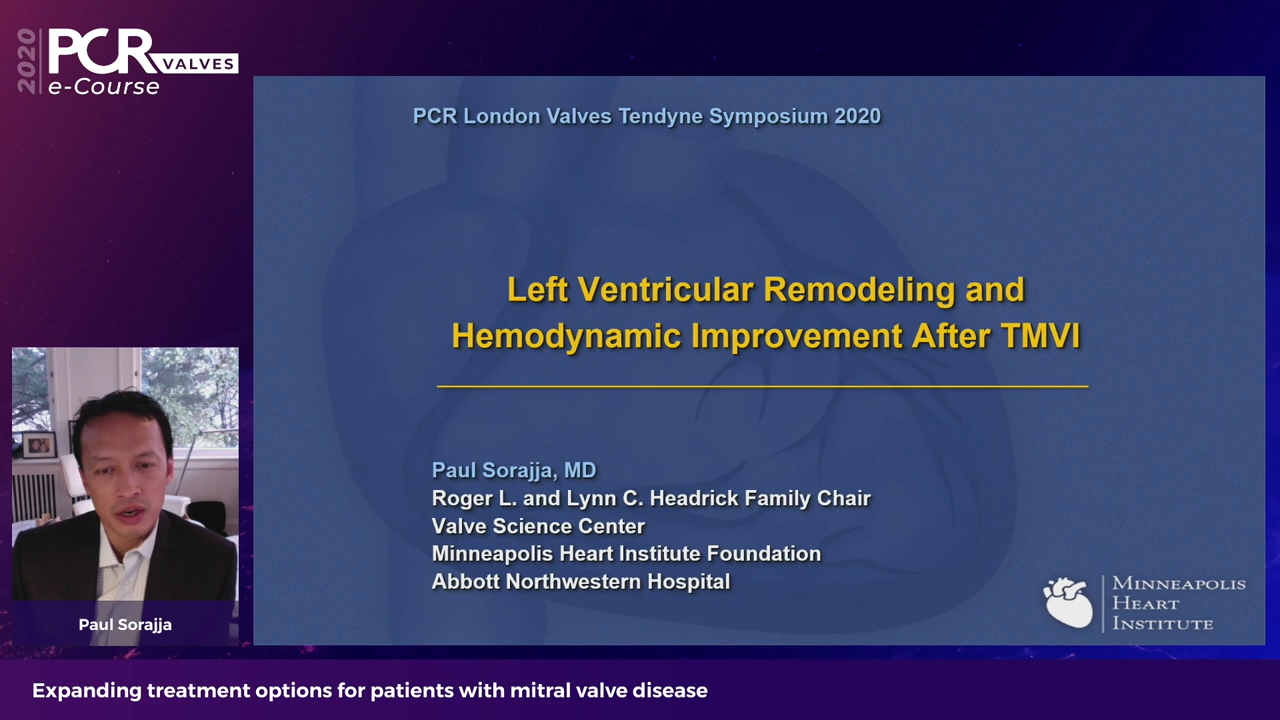 2020
PCR
VALVES
e-Course
PCR London Valves Tendyne Symposium 2020
Left Ventricular Remodeling and
Hemodynamic Improvement After TMVI
Paul Sorajja, MD
Roger L. and Lynn C. Headrick Family Chair
Valve Science Center
Minneapolis Heart Institute Foundation
Abbott Northwestern Hospital
MINNEAPOLIS
HEART
INSTITUTE
Paul Sorajja
Expanding treatment options for patients with mitral valve disease